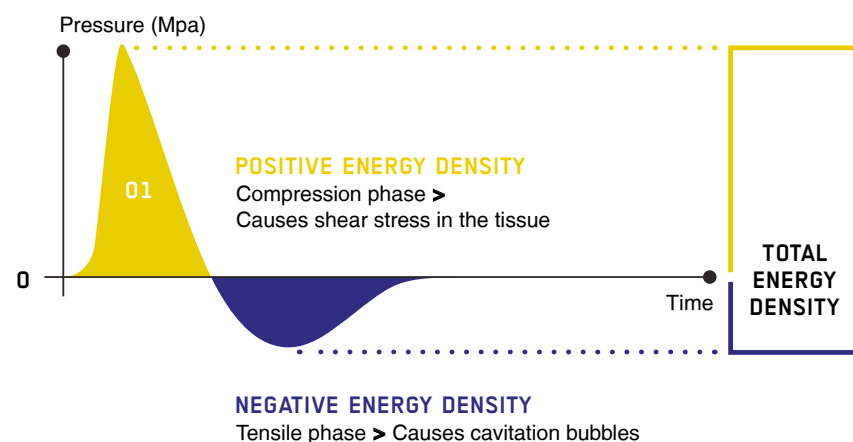 Pressure (Mpa)
01
POSITIVE ENERGY DENSITY
Compression phase >
Causes shear stress in the tissue
0
Time
TOTAL
ENERGY
DENSITY
NEGATIVE ENERGY DENSITY
Tensile phase > Causes cavitation bubbles